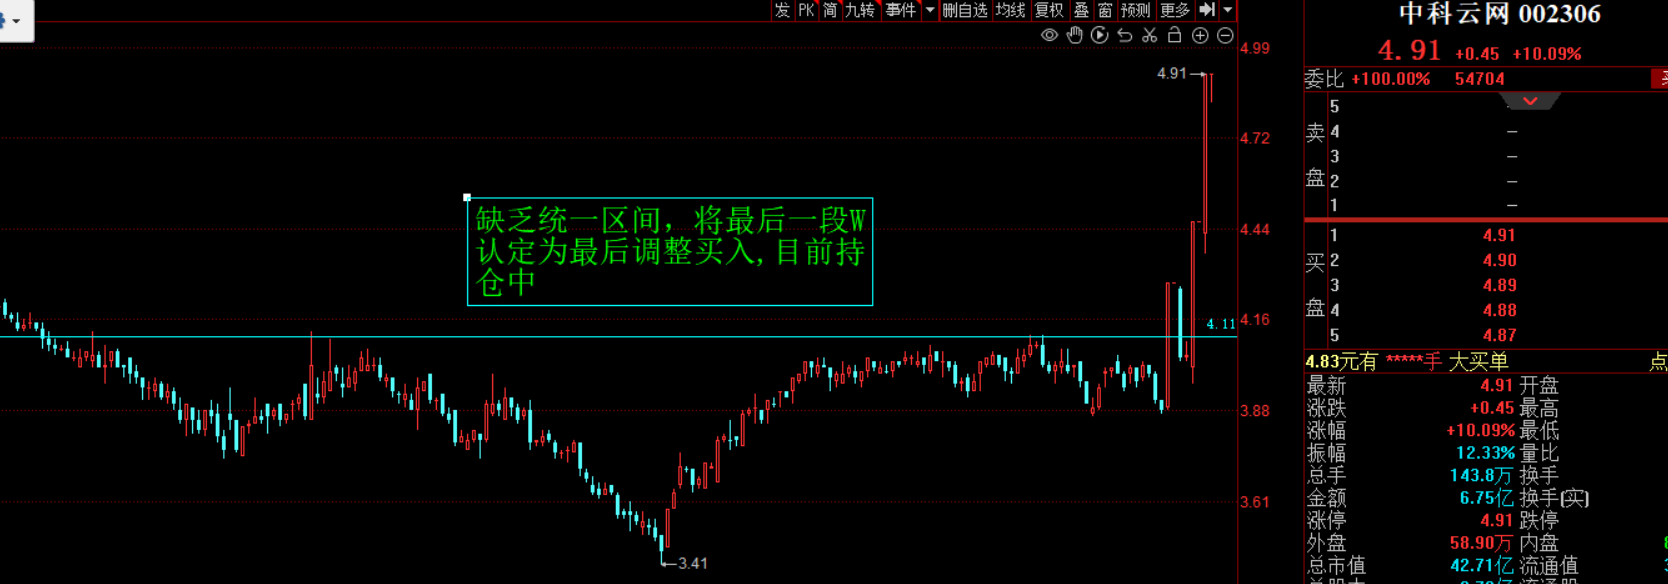 发 PK 简 九转 事件 删自选 均线 复权 叠 窗 预测 更多
中科云网 002306
4.91 +0.45 +10.09%
委比 +100.00% 54704
卖盘
5
4 —
3 —
2 —
1 —
买盘
1 4.91
2 4.90
3 4.89
4 4.88
5 4.87
4.83元有 *****手 大买单 点
最新 4.91 开盘
涨跌 +0.45 最高
涨幅 +10.09% 最低
振幅 12.33% 量比
总手 143.8万 换手
金额 6.75亿 换手(实)
涨停 4.91 跌停
外盘 58.90万 内盘
总市值 42.71亿 流通值
4.99
4.91
4.72
4.44
缺乏统一区间，将最后一段W
认定为最后调整买入,目前持
仓中
4.16
4.11
3.88
3.61
3.41